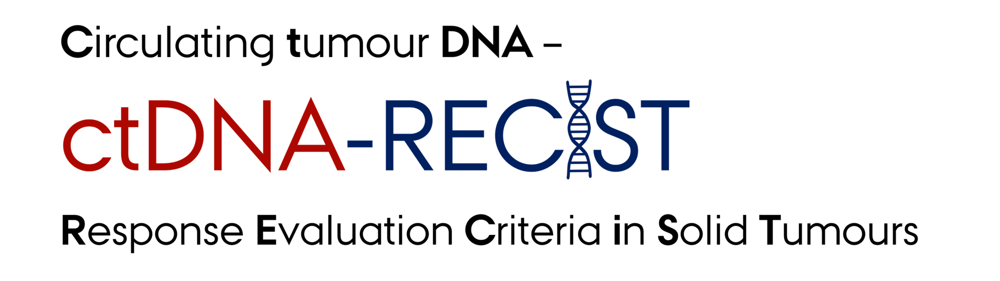 Circulating tumour DNA –
ctDNA-RECIST
Response Evaluation Criteria in Solid Tumours